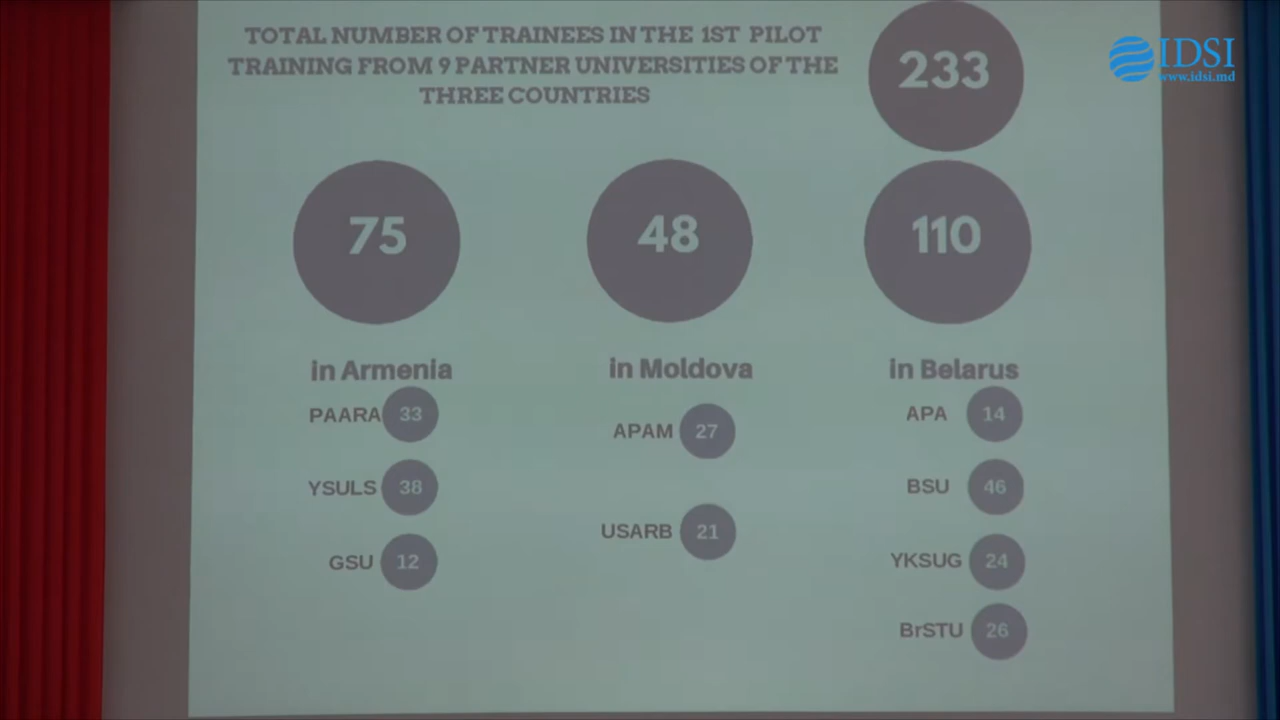 TOTAL NUMBER OF TRAINEES IN THE 1ST PILOT
TRAINING FROM 9 PARTNER UNIVERSITIES OF THE
THREE COUNTRIES
233
IDSI
www.idsi.md
75
48
110
in Armenia
in Moldova
in Belarus
PAARA 33
YSULS 38
GSU 12
APAM 27
USARB 21
APA 14
BSU 46
YKSUG 24
BrSTU 26